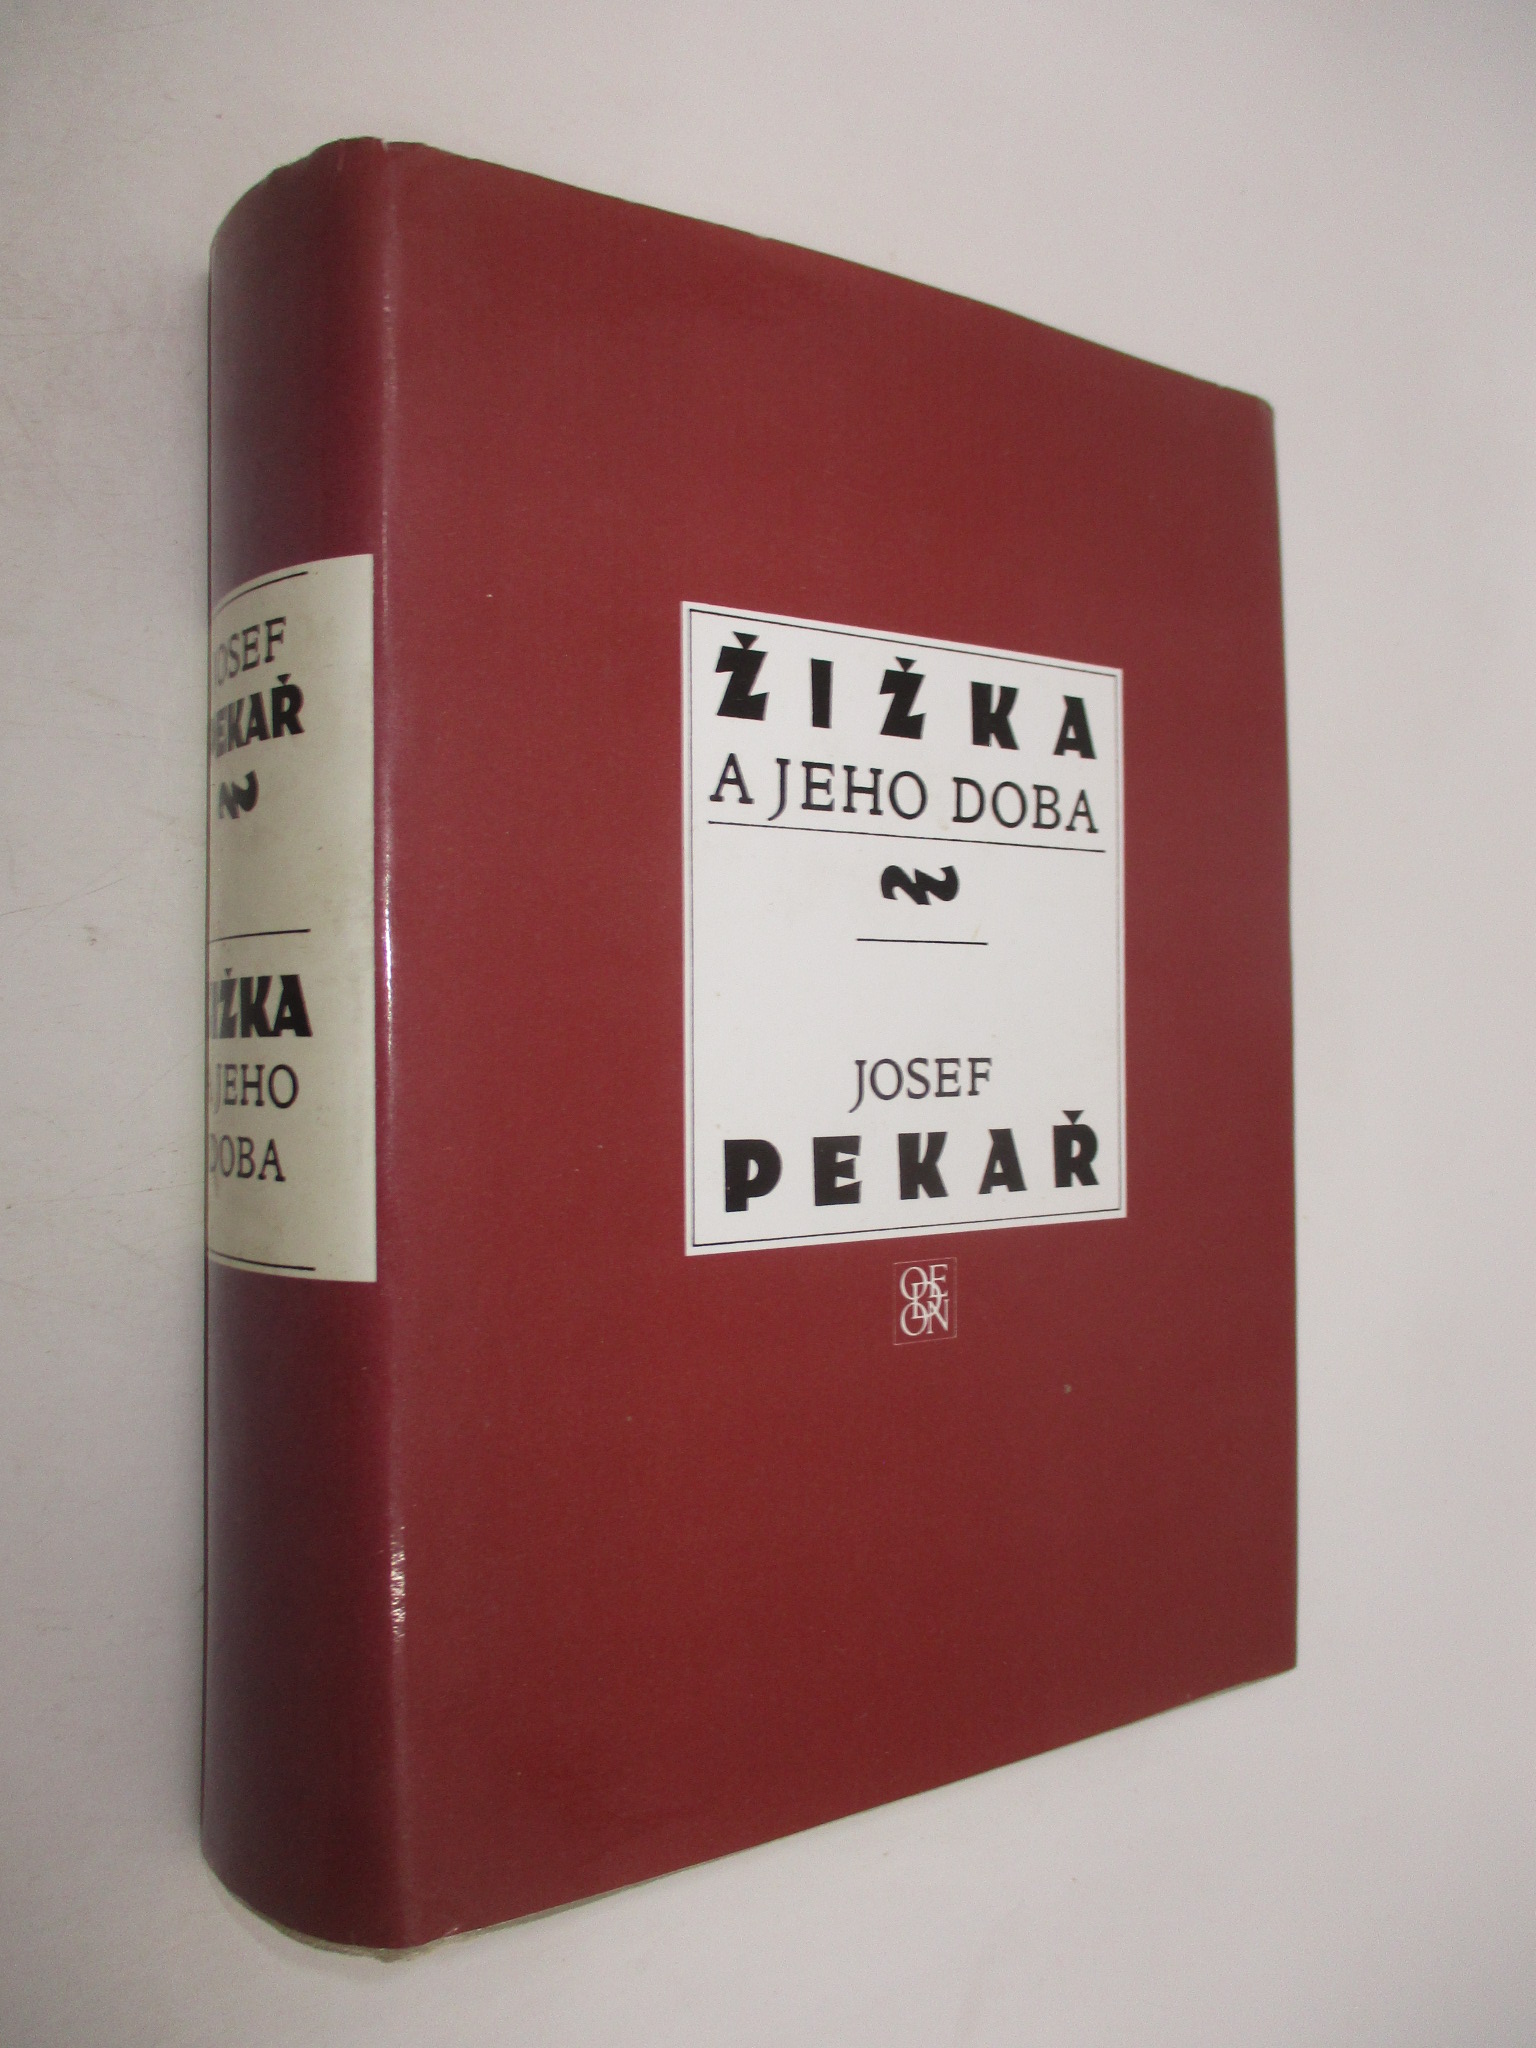 JOSEF
PEKAŘ
ŽIŽKA
A JEHO
DOBA
ŽIŽKA
A JEHO DOBA
JOSEF
PEKAŘ
ODEON